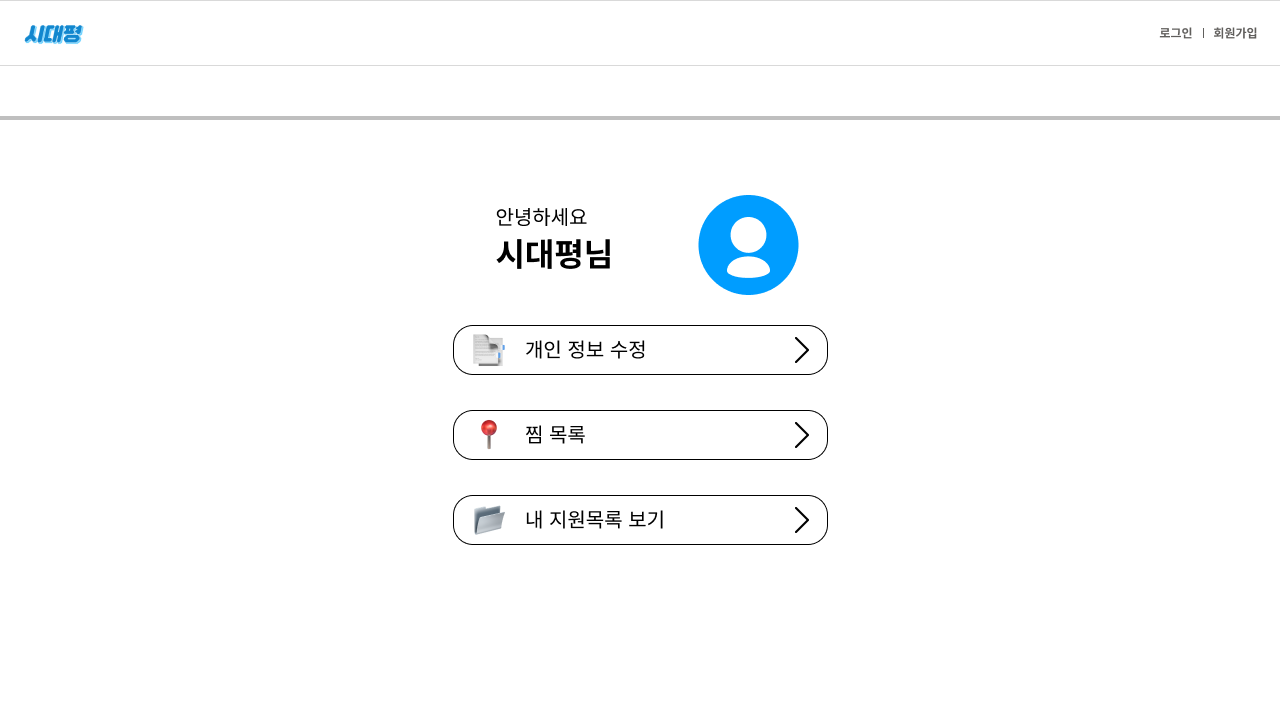 시대평
로그인 | 회원가입
안녕하세요
시대평님
개인 정보 수정
찜 목록
내 지원목록 보기